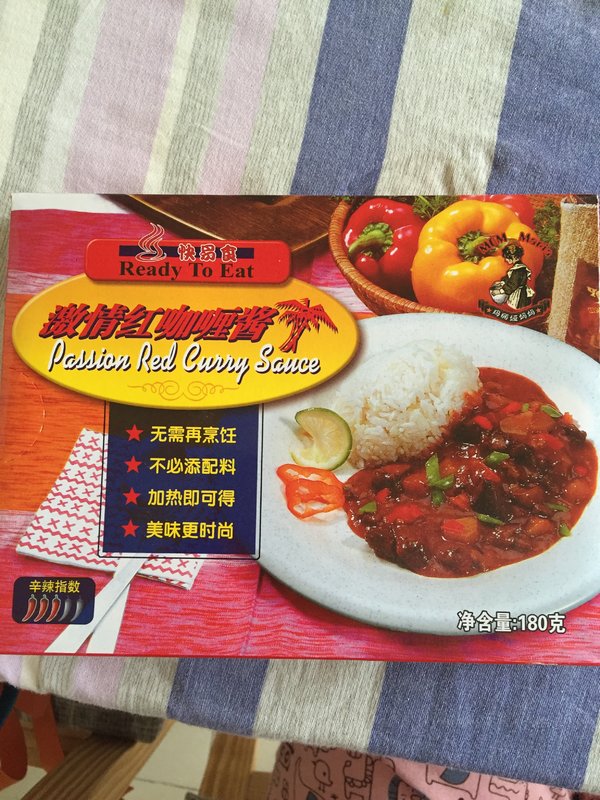 快易食
Ready To Eat
激情红咖喱酱
Passion Red Curry Sauce
无需再烹饪
不必添配料
加热即可得
美味更时尚
辛辣指数
净含量:180克